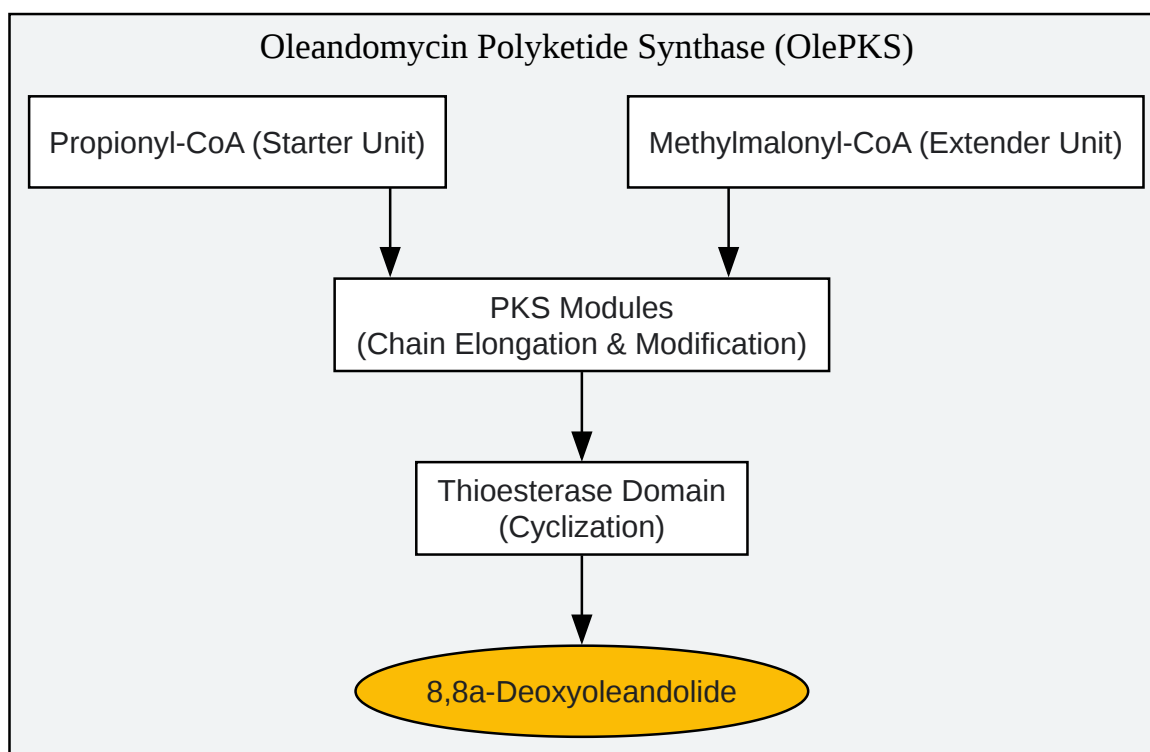 Oleandomycin Polyketide Synthase (OlePKS)
Propionyl-CoA (Starter Unit)
Methylmalonyl-CoA (Extender Unit)
PKS Modules
(Chain Elongation & Modification)
Thioesterase Domain
(Cyclization)
8,8a-Deoxyoleandolide